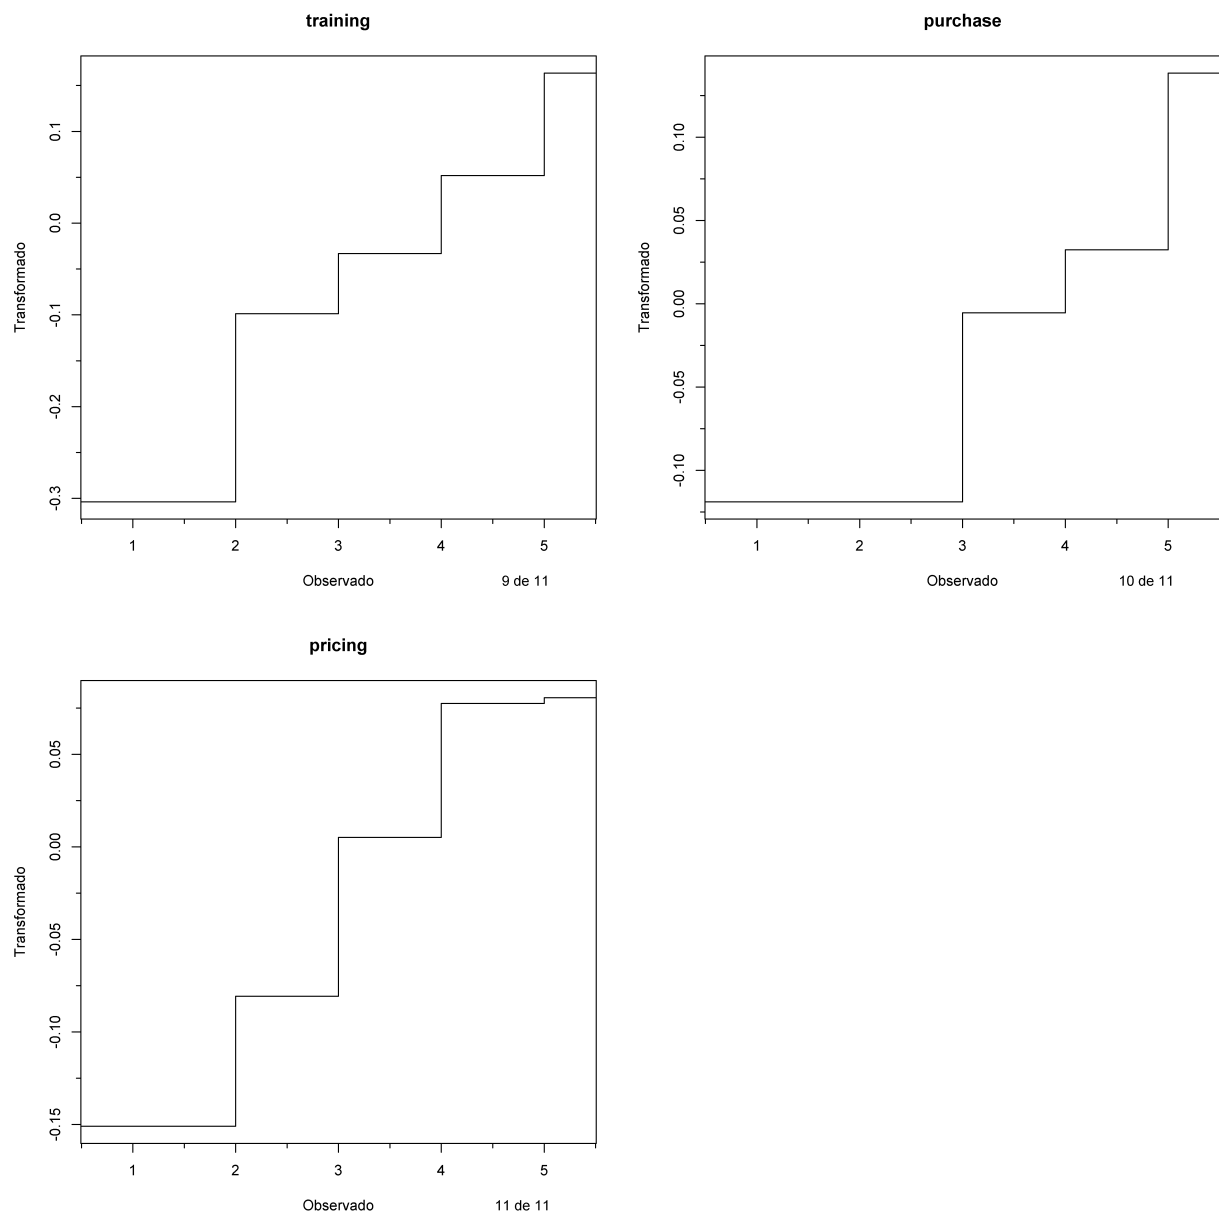 training
0.1
0.0
-0.1
-0.2
-0.3
Transformado
1 2 3 4 5
Observado 9 de 11
purchase
0.10
0.05
0.00
-0.05
-0.10
Transformado
1 2 3 4 5
Observado 10 de 11
pricing
0.05
0.00
-0.05
-0.10
-0.15
Transformado
1 2 3 4 5
Observado 11 de 11